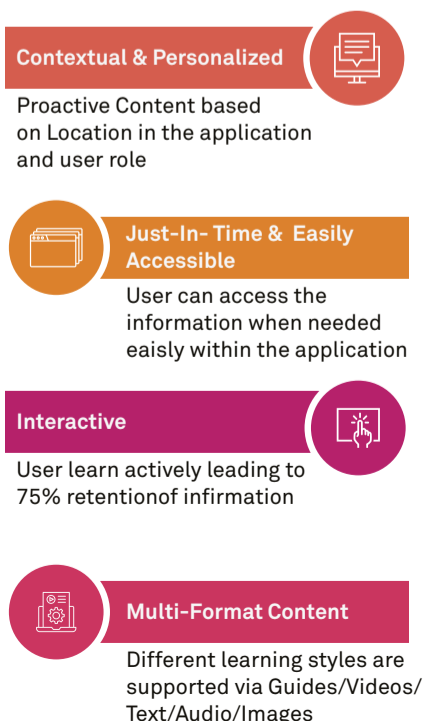 Contextual & Personalized
Proactive Content based
on Location in the application
and user role
Just-In- Time & Easily
Accessible
User can access the
information when needed
eaisly within the application
Interactive
User learn actively leading to
75% retentionof infirmation
Multi-Format Content
Different learning styles are
supported via Guides/Videos/
Text/Audio/Images